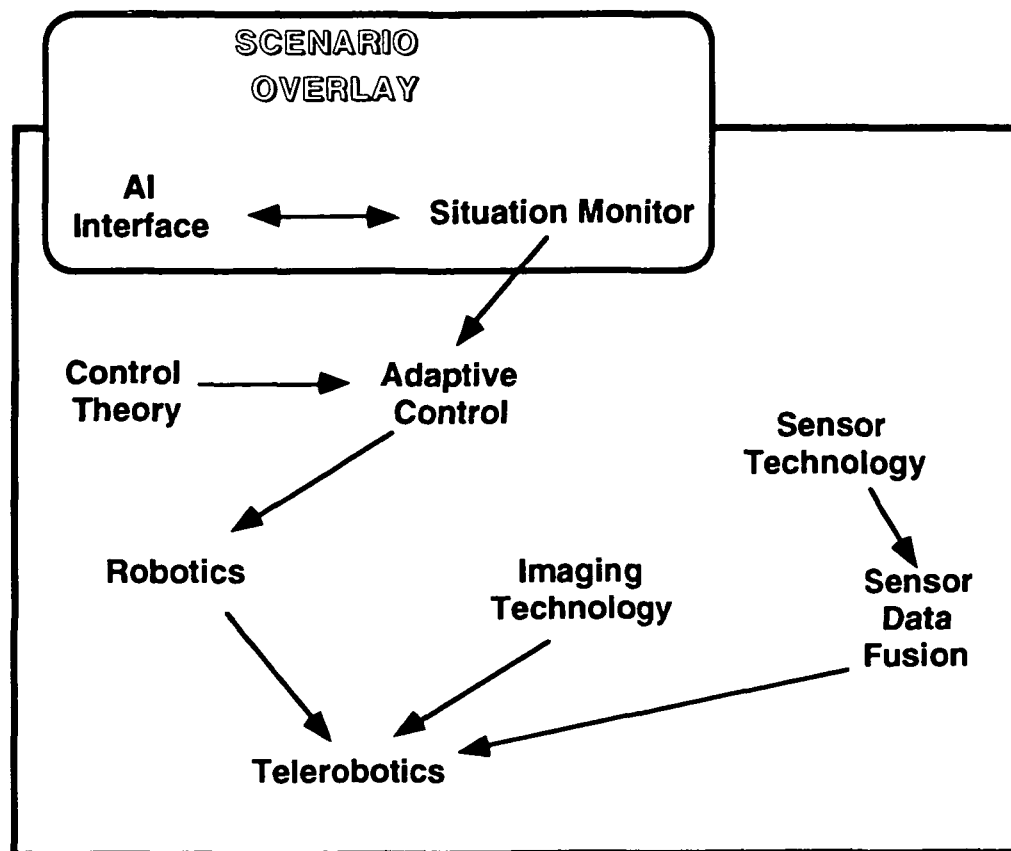 SCENARIO
OVERLAY
AI
Interface
Situation Monitor
Control
Theory
Adaptive
Control
Sensor
Technology
Robotics
Imaging
Technology
Sensor
Data
Fusion
Telerobotics